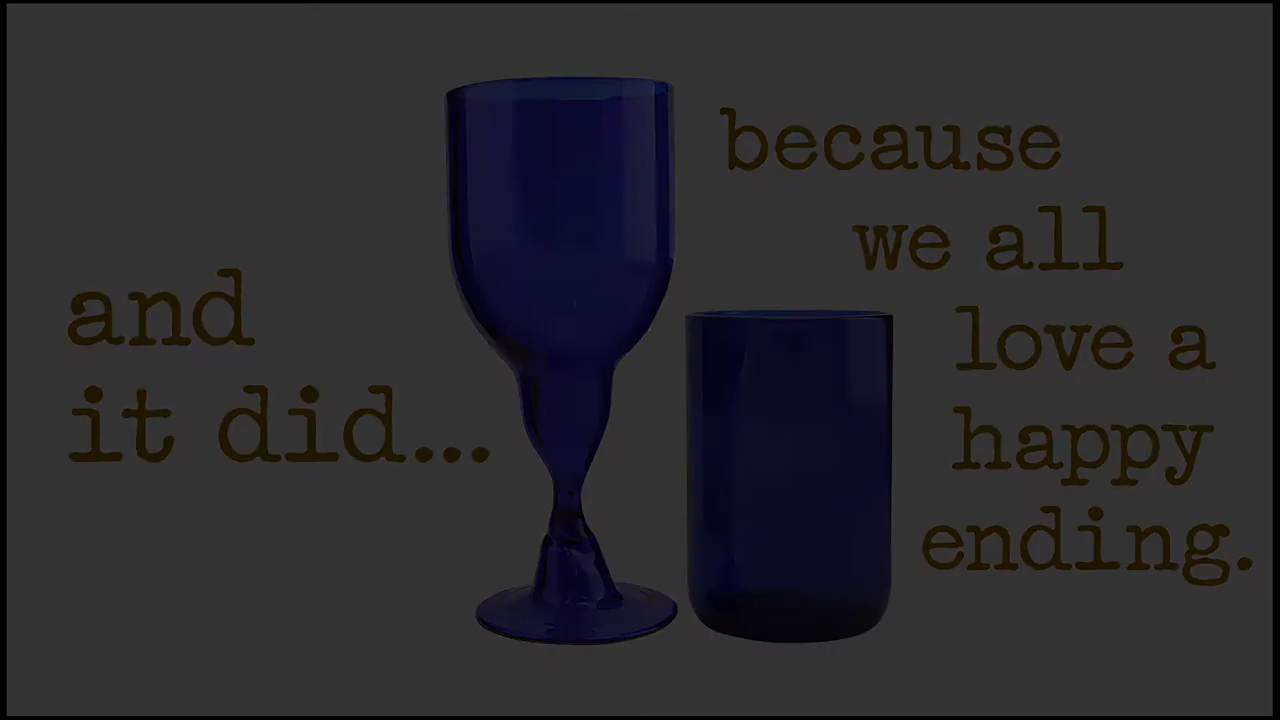 and
it did...
because
we all
love a
happy
ending.